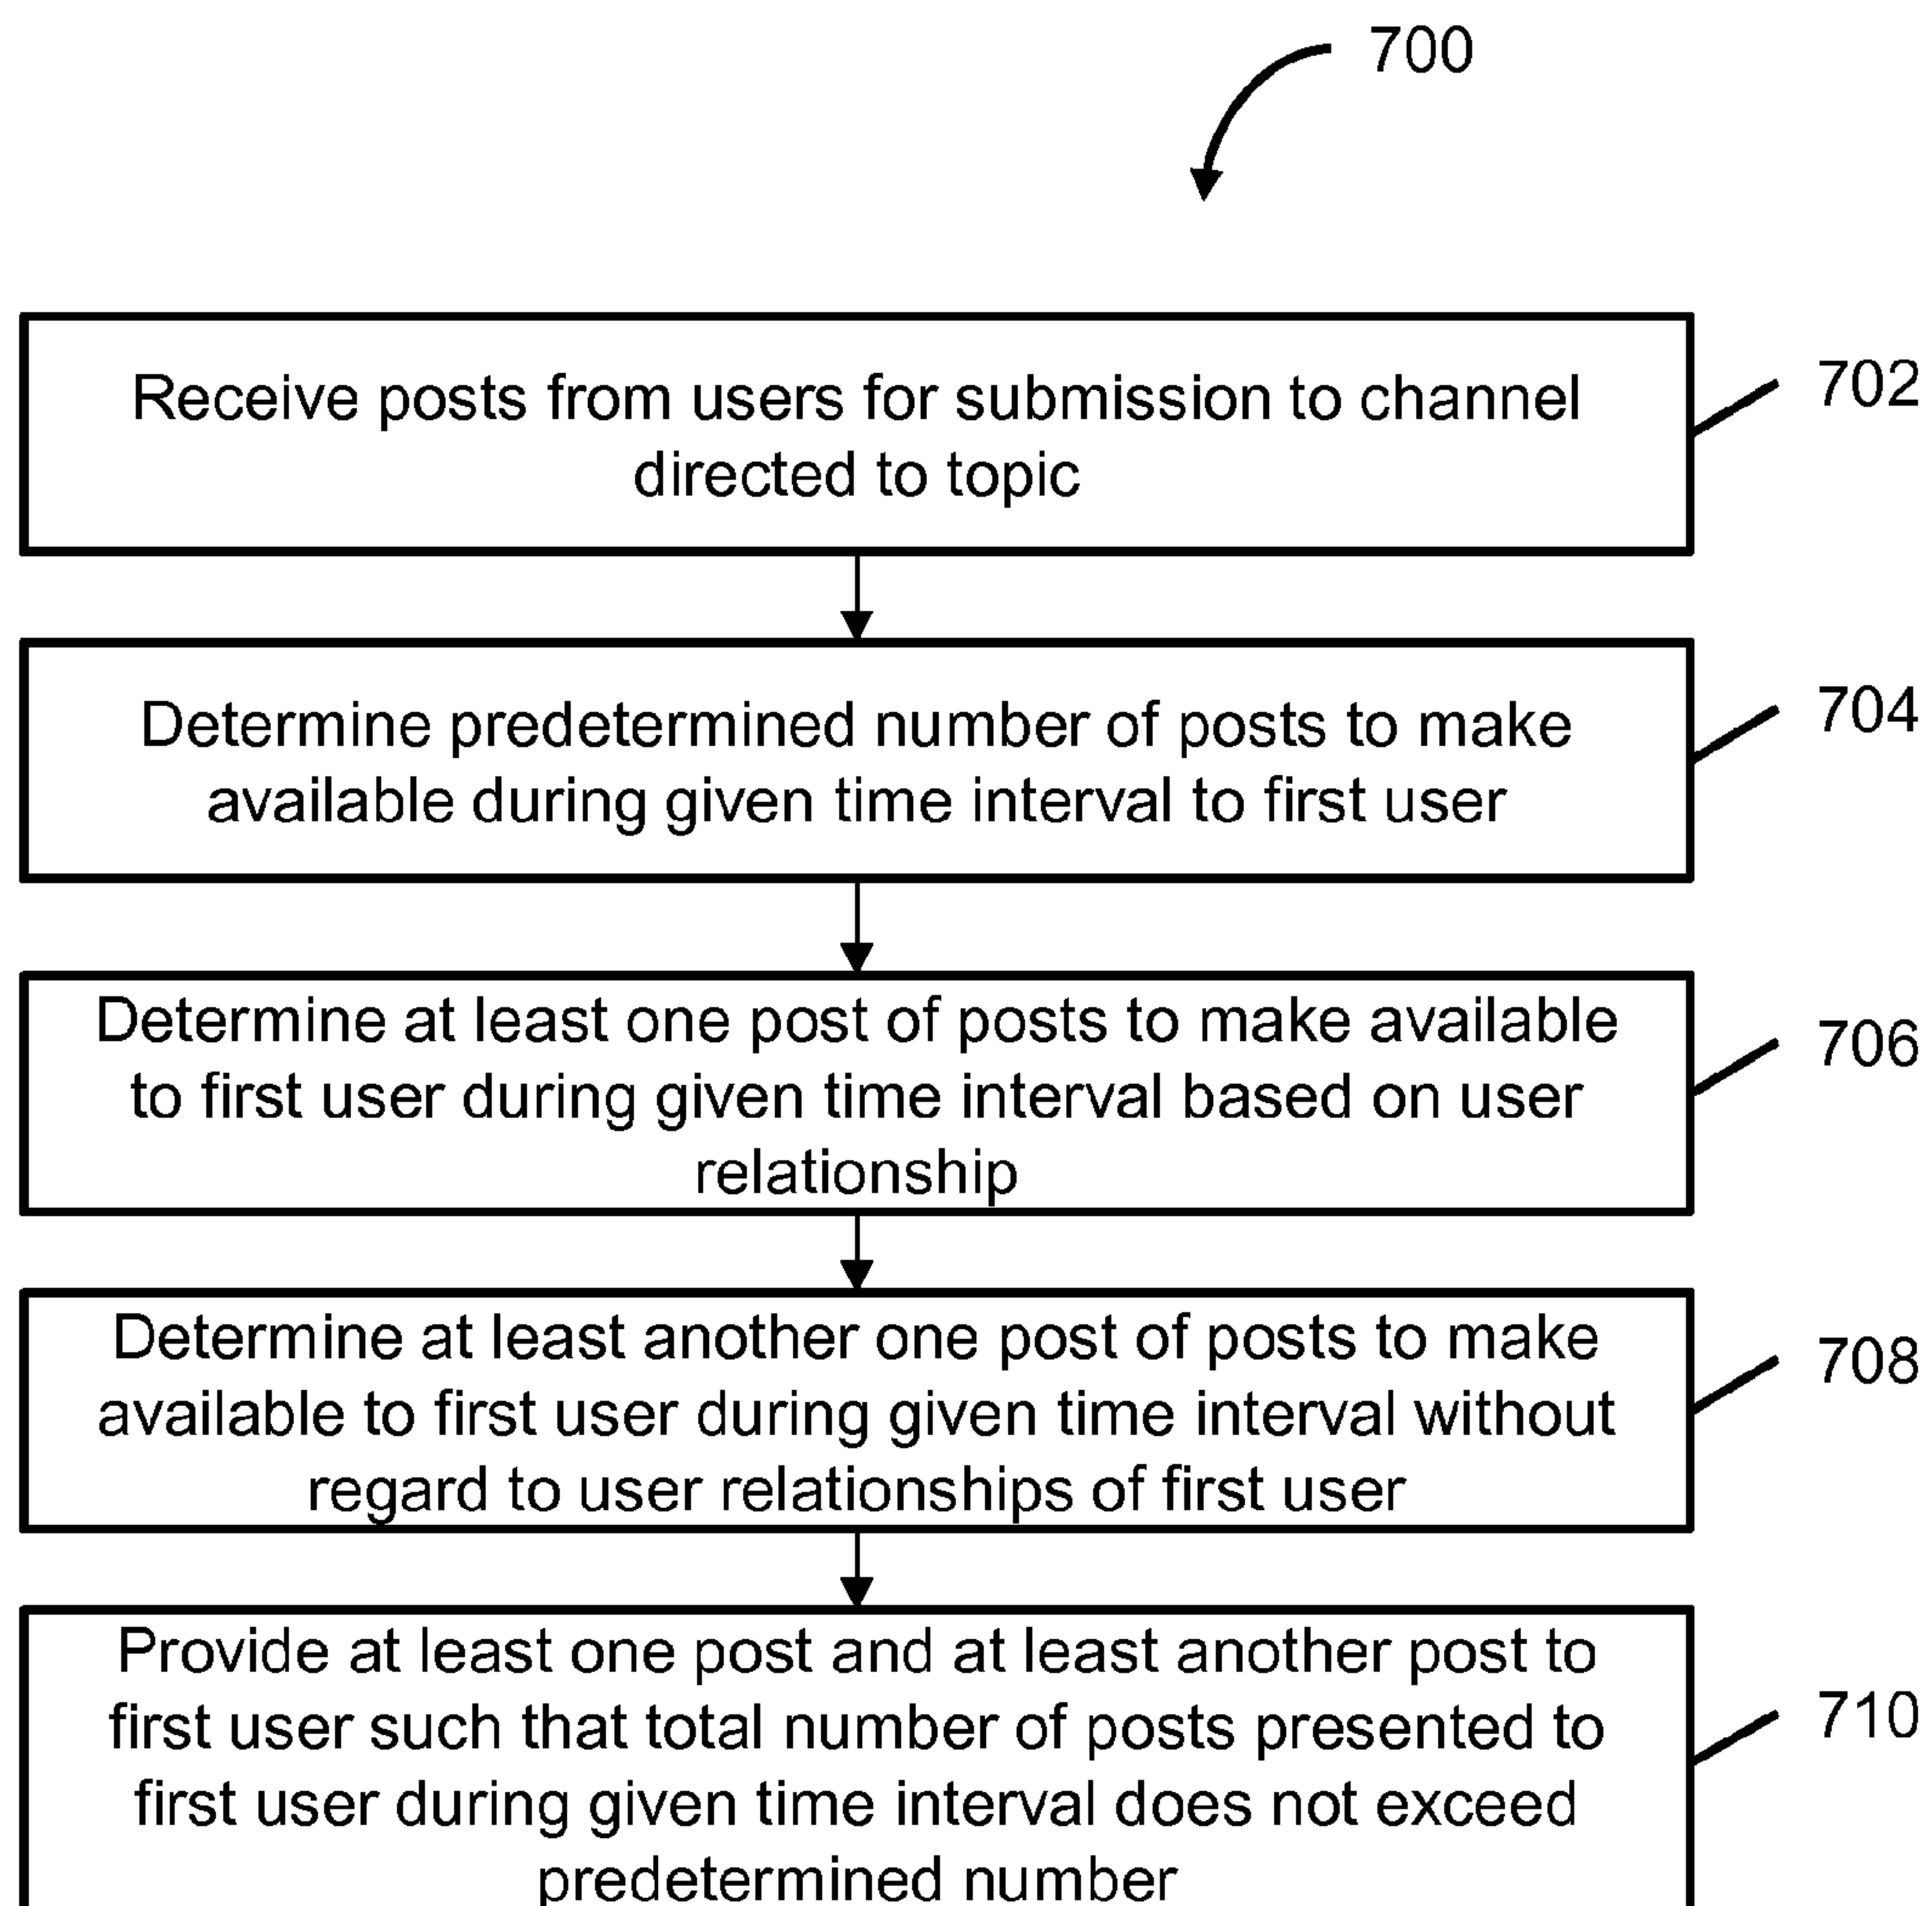 700
Receive posts from users for submission to channel
directed to topic
702
Determine predetermined number of posts to make
available during given time interval to first user
704
Determine at least one post of posts to make available
to first user during given time interval based on user
relationship
706
Determine at least another one post of posts to make
available to first user during given time interval without
regard to user relationships of first user
708
Provide at least one post and at least another post to
first user such that total number of posts presented to
first user during given time interval does not exceed
predetermined number
710